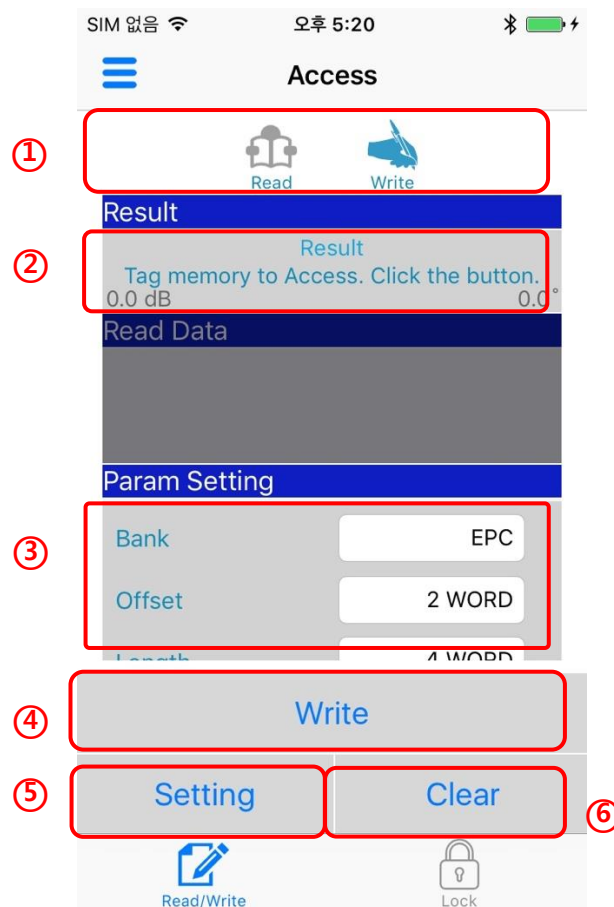 SIM 없음 오후 5:20
Access
①
Read Write
Result
②
Result
Tag memory to Access. Click the button.
0.0 dB 0.0°
Read Data
Param Setting
③
Bank EPC
Offset 2 WORD
Length 4 WORD
④
Write
⑤
Setting Clear
⑥
Read/Write Lock